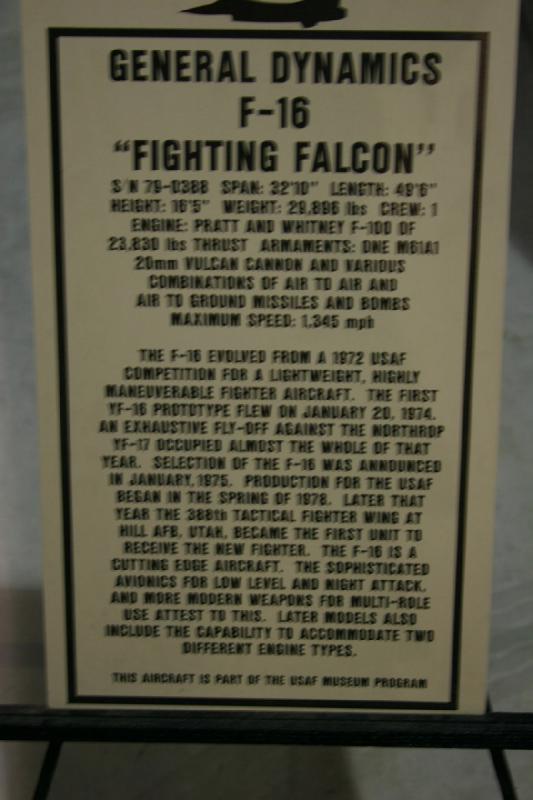 GENERAL DYNAMICS
F-16
"FIGHTING FALCON"
S/N 79-0388 SPAN: 32'10" LENGTH: 49'6"
HEIGHT: 16'5" WEIGHT: 29,896 lbs CREW: 1
ENGINE: PRATT AND WHITNEY F-100 OF
23,830 lbs THRUST ARMAMENTS: ONE M61A1
20mm VULCAN CANNON AND VARIOUS
COMBINATIONS OF AIR TO AIR AND
AIR TO GROUND MISSILES AND BOMBS
MAXIMUM SPEED: 1,345 mph
THE F-16 EVOLVED FROM A 1972 USAF
COMPETITION FOR A LIGHTWEIGHT, HIGHLY
MANEUVERABLE FIGHTER AIRCRAFT. THE FIRST
YF-16 PROTOTYPE FLEW ON JANUARY 20, 1974.
AN EXHAUSTIVE FLY-OFF AGAINST THE NORTHROP
YF-17 OCCUPIED ALMOST THE WHOLE OF THAT
YEAR. SELECTION OF THE F-16 WAS ANNOUNCED
IN JANUARY, 1975. PRODUCTION FOR THE USAF
BEGAN IN THE SPRING OF 1978. LATER THAT
YEAR THE 388th TACTICAL FIGHTER WING AT
HILL AFB, UTAH, BECAME THE FIRST UNIT TO
RECEIVE THE NEW FIGHTER. THE F-16 IS A
CUTTING EDGE AIRCRAFT. THE SOPHISTICATED
AVIONICS FOR LOW LEVEL AND NIGHT ATTACK,
AND MORE MODERN WEAPONS FOR MULTI-ROLE
USE ATTEST TO THIS. LATER MODELS ALSO
INCLUDE THE CAPABILITY TO ACCOMMODATE TWO
DIFFERENT ENGINE TYPES.
THIS AIRCRAFT IS PART OF THE USAF MUSEUM PROGRAM